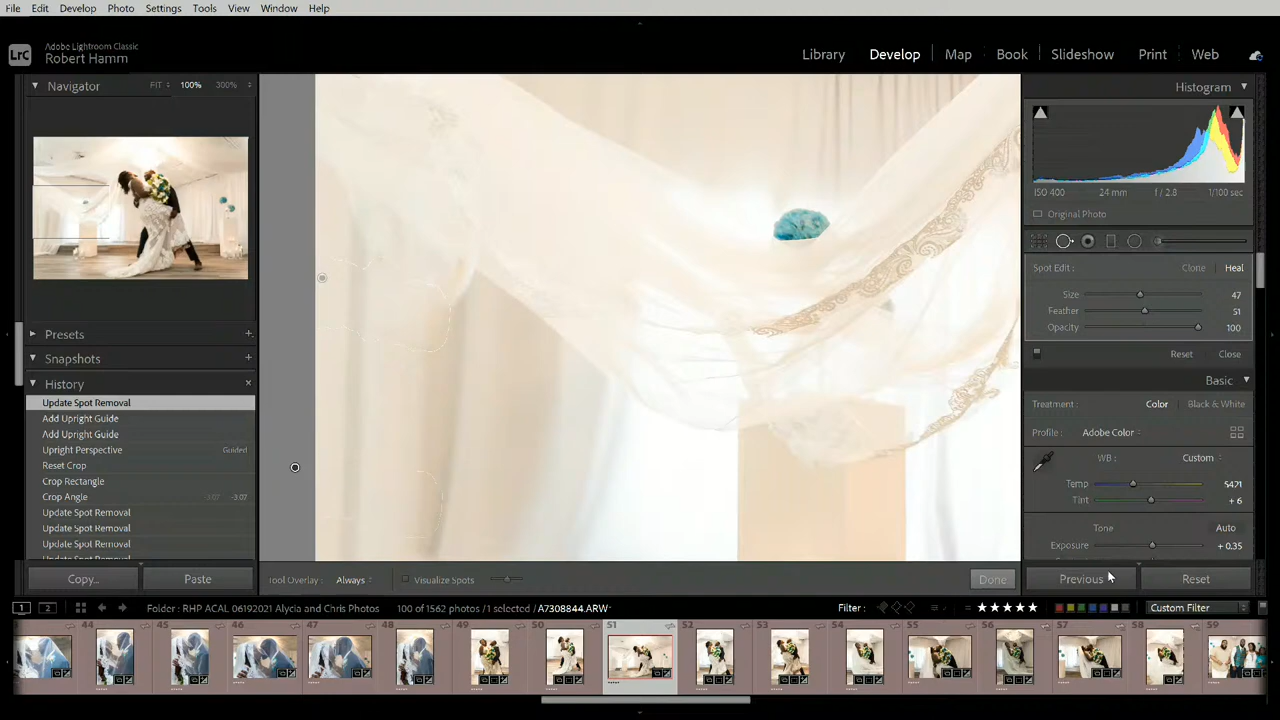 File Edit Develop Photo Settings Tools View Window Help
LrC
Adobe Lightroom Classic
Robert Hamm
Library Develop Map Book Slideshow Print Web
Navigator FIT 100% 300%
Histogram
ISO 400 24 mm f / 2.8 1/100 sec
Original Photo
Spot Edit : Clone Heal
Size 47
Feather 51
Opacity 100
Reset Close
Presets
Snapshots
History
Update Spot Removal
Add Upright Guide
Add Upright Guide
Upright Perspective Guided
Reset Crop
Crop Rectangle
Crop Angle -3.07
Update Spot Removal
Update Spot Removal
Update Spot Removal
Basic
Treatment : Color Black & White
Profile : Adobe Color
WB : Custom
Temp 5421
Tint + 6
Tone Auto
Exposure + 0.35
Copy... Paste
Tool Overlay : Always Visualize Spots Done
Previous Reset
1 2 Folder : RHP ACAL 06192021 Alycia and Chris Photos 100 of 1562 photos / 1 selected / A7308844.ARW Filter : Custom Filter
44 45 46 47 48 49 50 51 52 53 54 55 56 57 58 59